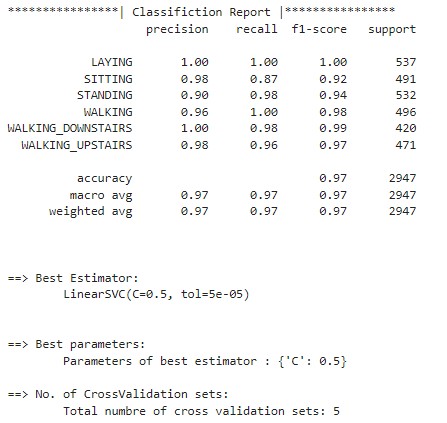 ****************| Classifiction Report |****************
precision recall f1-score support
LAYING 1.00 1.00 1.00 537
SITTING 0.98 0.87 0.92 491
STANDING 0.90 0.98 0.94 532
WALKING 0.96 1.00 0.98 496
WALKING_DOWNSTAIRS 1.00 0.98 0.99 420
WALKING_UPSTAIRS 0.98 0.96 0.97 471
accuracy 0.97 2947
macro avg 0.97 0.97 0.97 2947
weighted avg 0.97 0.97 0.97 2947
==> Best Estimator:
LinearSVC(C=0.5, tol=5e-05)
==> Best parameters:
Parameters of best estimator : {'C': 0.5}
==> No. of CrossValidation sets:
Total numbre of cross validation sets: 5